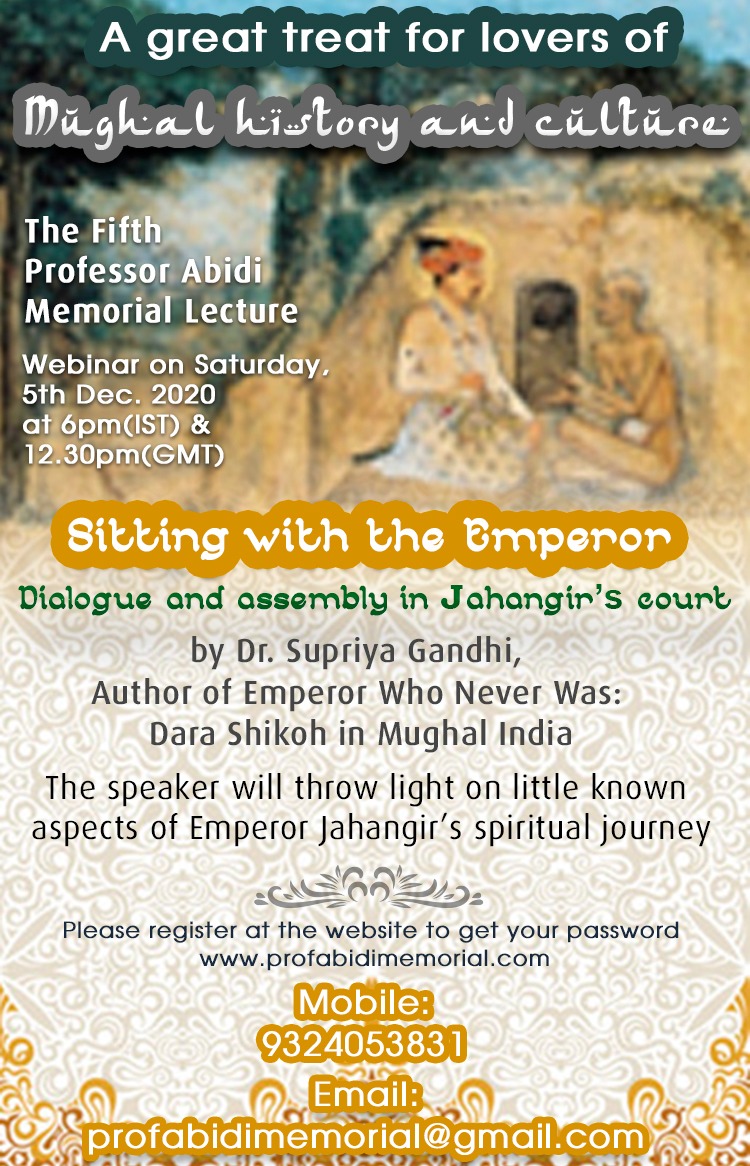 A great treat for lovers of
Mughal history and culture
The Fifth
Professor Abidi
Memorial Lecture
Webinar on Saturday,
5th Dec. 2020
at 6pm(IST) &
12.30pm(GMT)
Sitting with the Emperor
Dialogue and assembly in Jahangir's court
by Dr. Supriya Gandhi,
Author of Emperor Who Never Was:
Dara Shikoh in Mughal India
The speaker will throw light on little known
aspects of Emperor Jahangir's spiritual journey
Please register at the website to get your password
www.profabidimemorial.com
Mobile:
9324053831
Email:
profabidimemorial@gmail.com